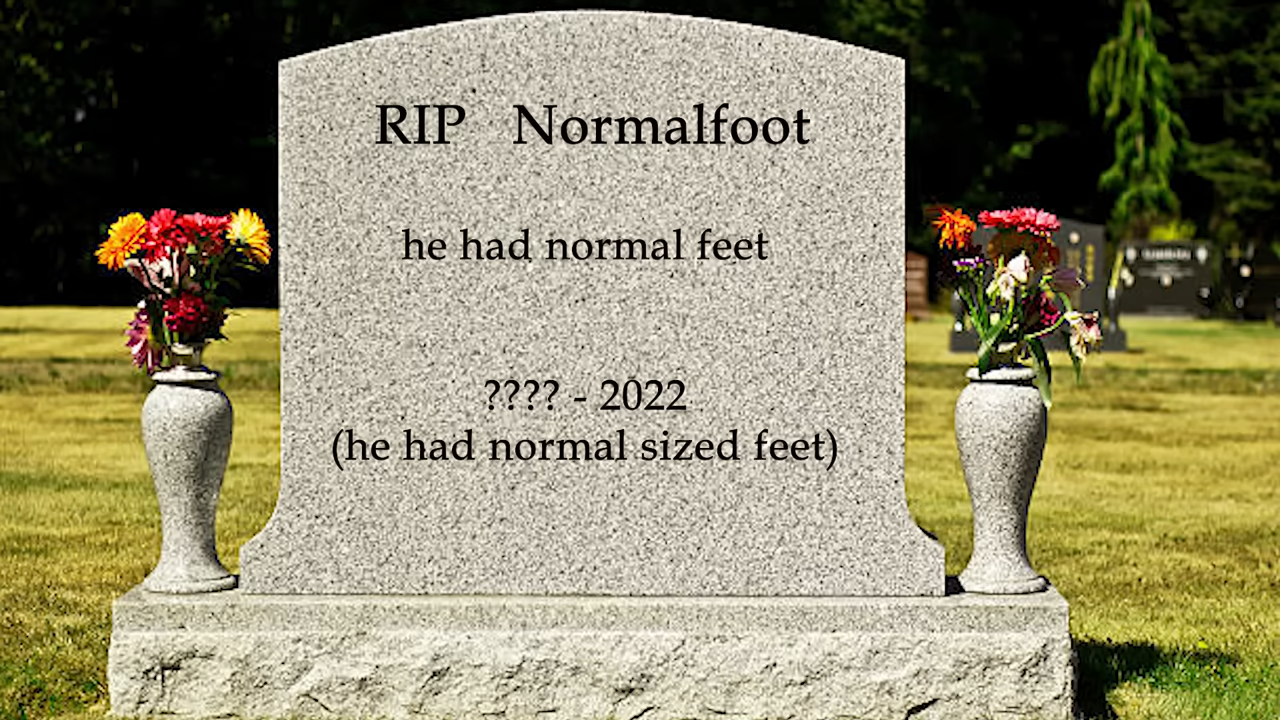 RIP Normalfoot
he had normal feet
???? - 2022
(he had normal sized feet)